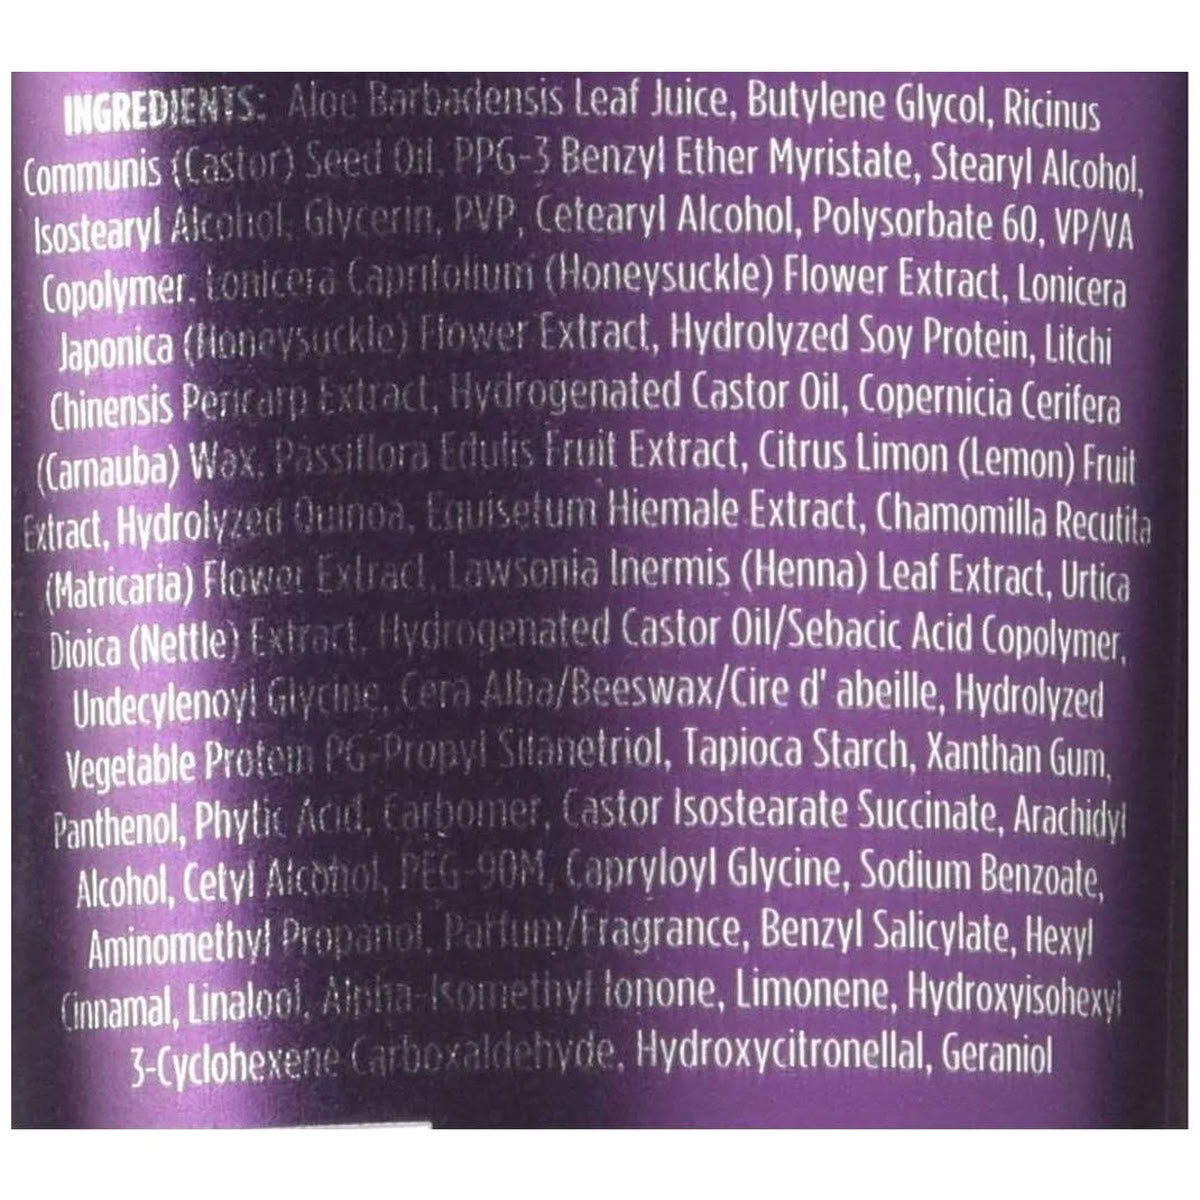 INGREDIENTS: Aloe Barbadensis Leaf Juice, Butylene Glycol, Ricinus
Communis (Castor) Seed Oil, PPG-3 Benzyl Ether Myristate, Stearyl Alcohol,
Isostearyl Alcohol, Glycerin, PVP, Cetearyl Alcohol, Polysorbate 60, VP/VA
Copolymer, Lonicera Caprifolium (Honeysuckle) Flower Extract, Lonicera
Japonica (Honeysuckle) Flower Extract, Hydrolyzed Soy Protein, Litchi
Chinensis Pericarp Extract, Hydrogenated Castor Oil, Copernicia Cerifera
(Carnauba) Wax, Passiflora Edulis Fruit Extract, Citrus Limon (Lemon) Fruit
Extract, Hydrolyzed Quinoa, Equisetum Hiemale Extract, Chamomilla Recutita
(Matricaria) Flower Extract, Lawsonia Inermis (Henna) Leaf Extract, Urtica
Dioica (Nettle) Extract, Hydrogenated Castor Oil/Sebacic Acid Copolymer,
Undecylenoyl Glycine, Cera Alba/Beeswax/Cire d' abeille, Hydrolyzed
Vegetable Protein PG-Propyl Silanetriol, Tapioca Starch, Xanthan Gum,
Panthenol, Phytic Acid, Carbomer, Castor Isostearate Succinate, Arachidyl
Alcohol, Cetyl Alcohol, PEG-90M, Capryloyl Glycine, Sodium Benzoate,
Aminomethyl Propanol, Parfum/Fragrance, Benzyl Salicylate, Hexyl
Cinnamal, Linalool, Alpha-Isomethyl Ionone, Limonene, Hydroxyisohexyl
3-Cyclohexene Carboxaldehyde, Hydroxycitronellal, Geraniol